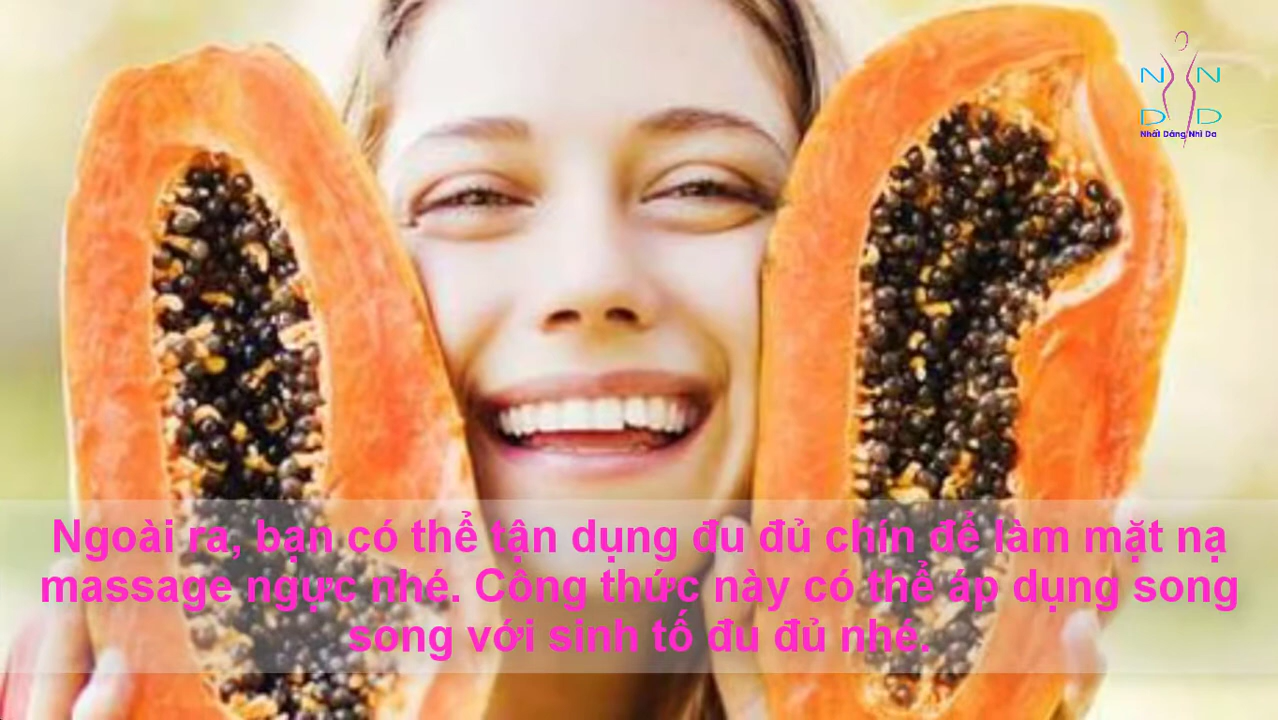 N N
D D
Nhất Dáng Nhì Da
Ngoài ra, bạn có thể tận dụng đu đủ chín để làm mặt nạ
massage ngực nhé. Công thức này có thể áp dụng song
song với sinh tố đu đủ nhé.